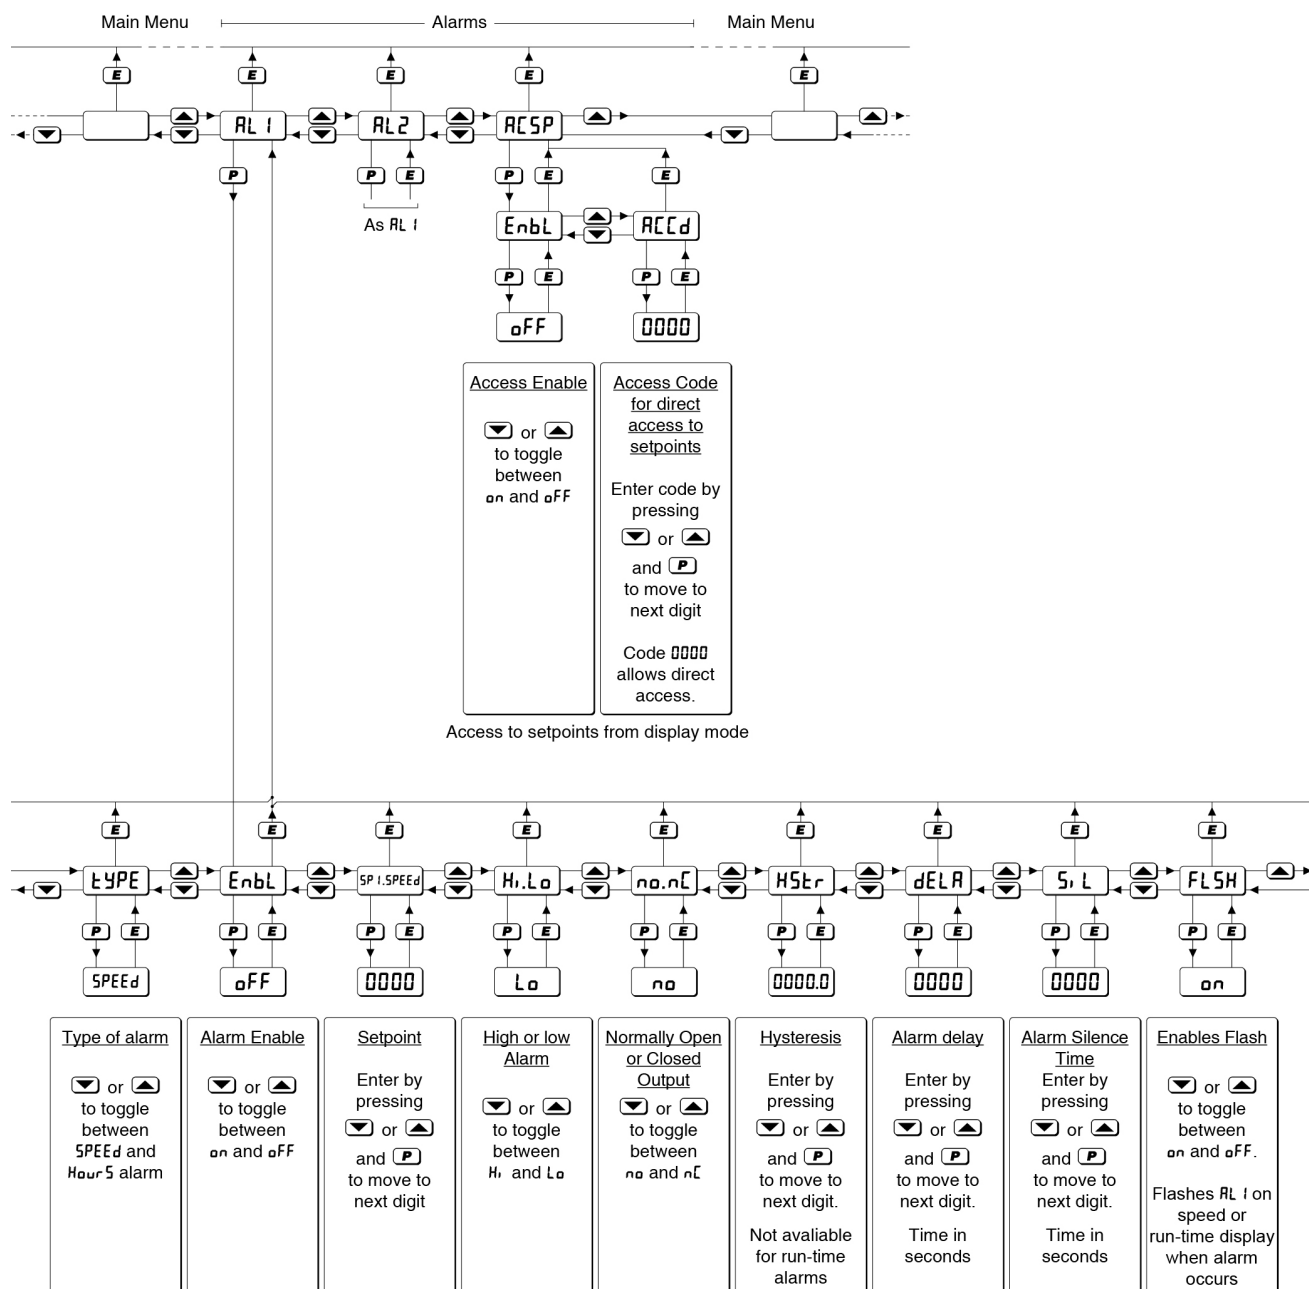 Main Menu
Alarms
Main Menu
E
E
E
E
E
AL1
AL2
ACSP
P
P
E
P
E
E
As AL1
EnbL
ACCd
P
E
P
E
oFF
0000
Access Enable
or
to toggle
between
on and oFF
Access Code
for direct
access to
setpoints
Enter code by
pressing
or
and P
to move to
next digit
Code 0000
allows direct
access.
Access to setpoints from display mode
E
E
E
E
E
E
E
E
E
tYPE
EnbL
SP1.SPEEd
Hi.Lo
no.nC
HStr
dELA
Si L
FLSH
P
E
P
E
P
E
P
E
P
E
P
E
P
E
P
E
P
E
SPEEd
oFF
0000
Lo
no
0000.0
0000
0000
on
Type of alarm
or
to toggle
between
SPEEd and
HourS alarm
Alarm Enable
or
to toggle
between
on and oFF
Setpoint
Enter by
pressing
or
and P
to move to
next digit
High or low
Alarm
or
to toggle
between
Hi and Lo
Normally Open
or Closed
Output
or
to toggle
between
no and nC
Hysteresis
Enter by
pressing
or
and P
to move to
next digit.
Not avaliable
for run-time
alarms
Alarm delay
Enter by
pressing
or
and P
to move to
next digit.
Time in
seconds
Alarm Silence
Time
Enter by
pressing
or
and P
to move to
next digit.
Time in
seconds
Enables Flash
or
to toggle
between
on and oFF.
Flashes AL1 on
speed or
run-time display
when alarm
occurs